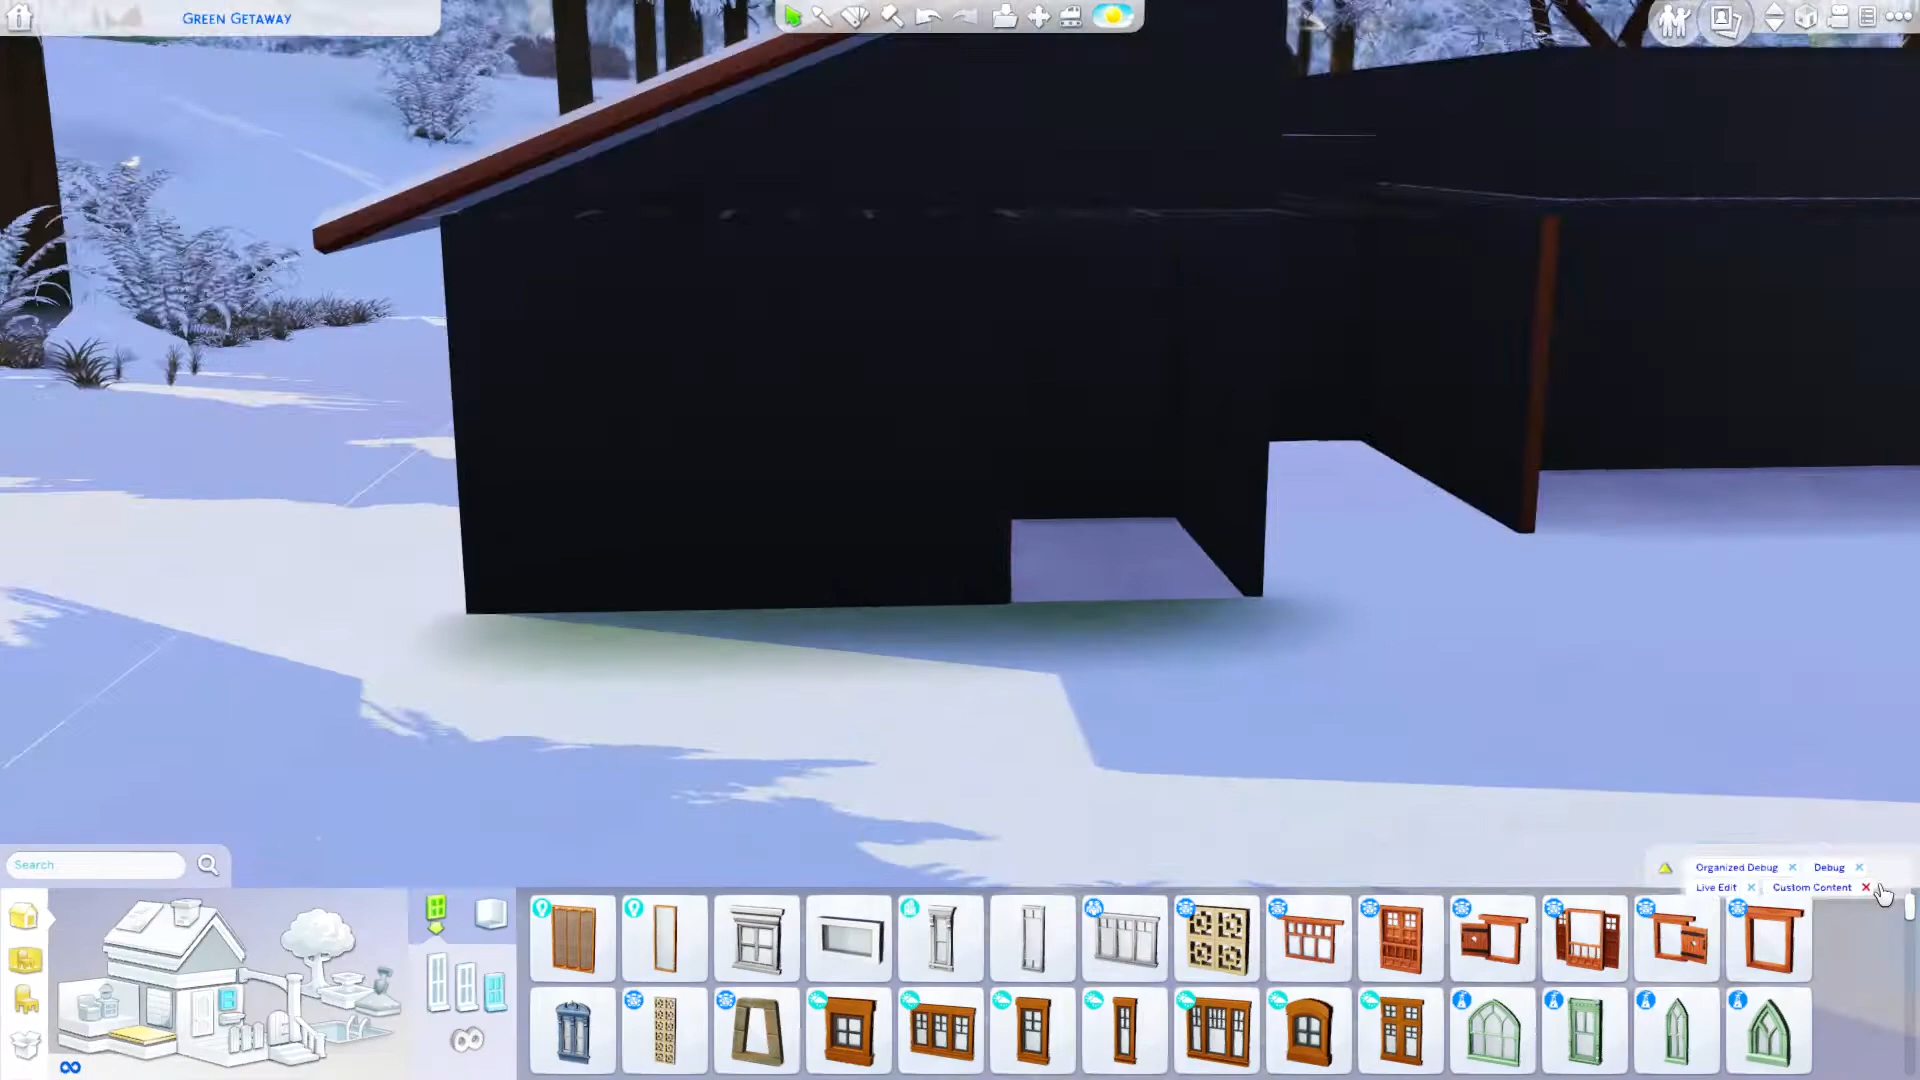 GREEN GETAWAY
Search
Organized Debug
Debug
Live Edit
Custom Content